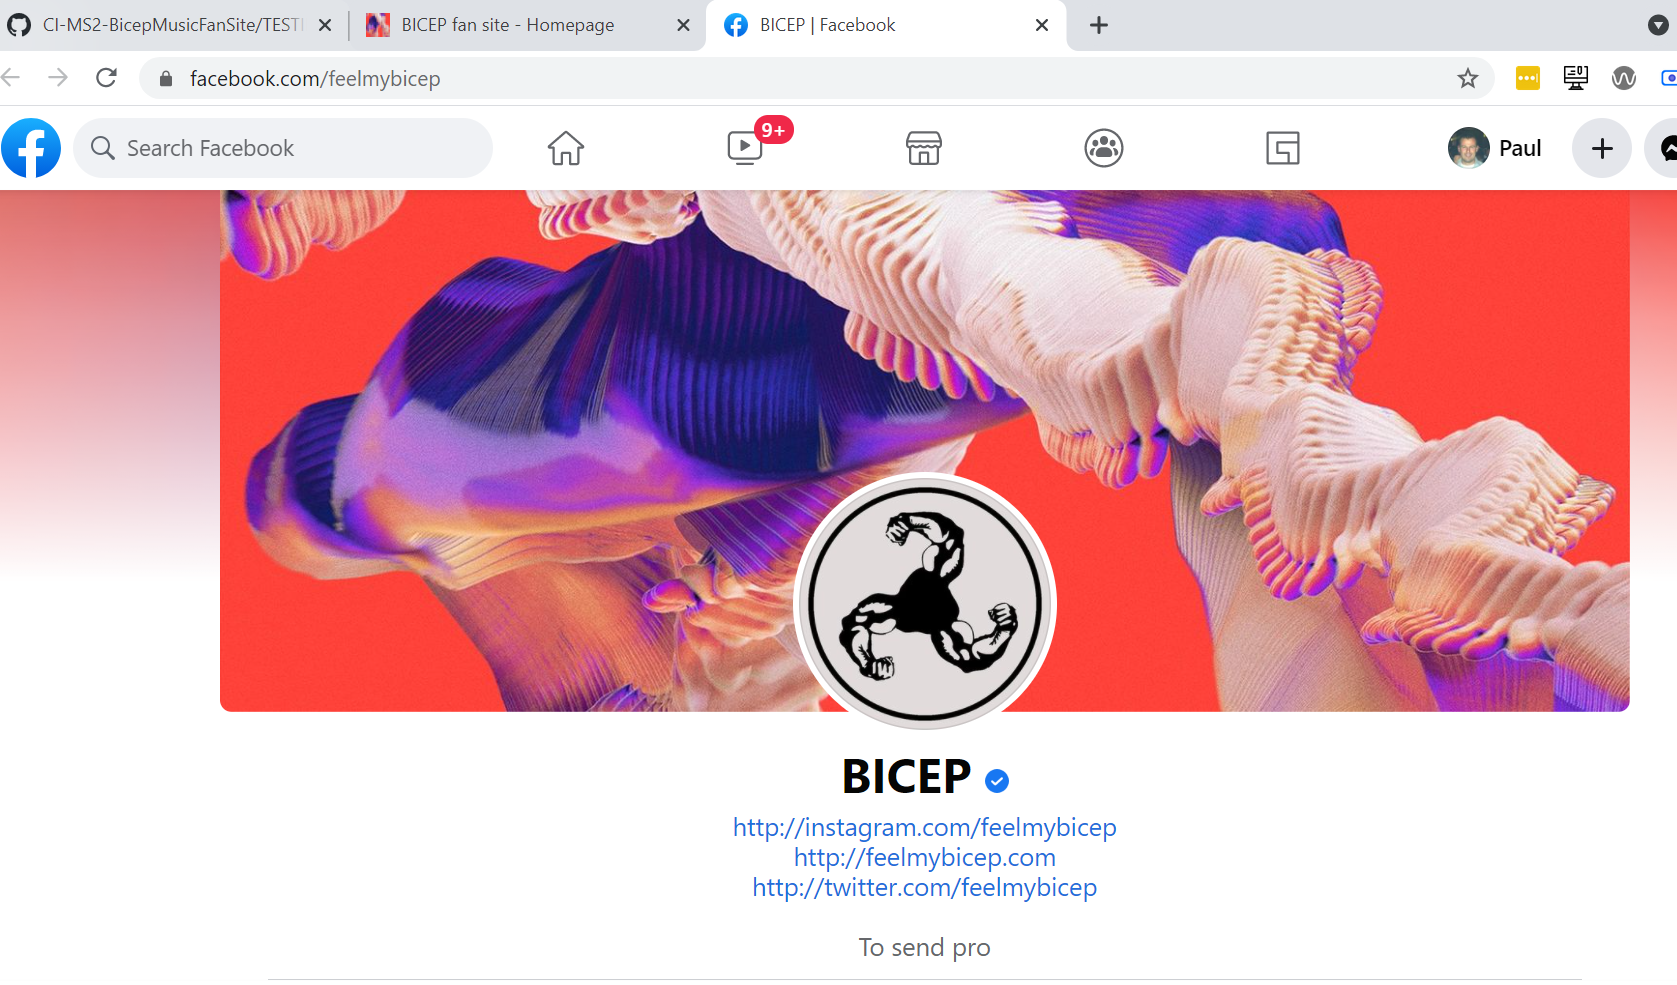 CI-MS2-BicepMusicFanSite/TESTI
BICEP fan site - Homepage
BICEP | Facebook
facebook.com/feelmybicep
Search Facebook
9+
Paul
BICEP
http://instagram.com/feelmybicep
http://feelmybicep.com
http://twitter.com/feelmybicep
To send pro